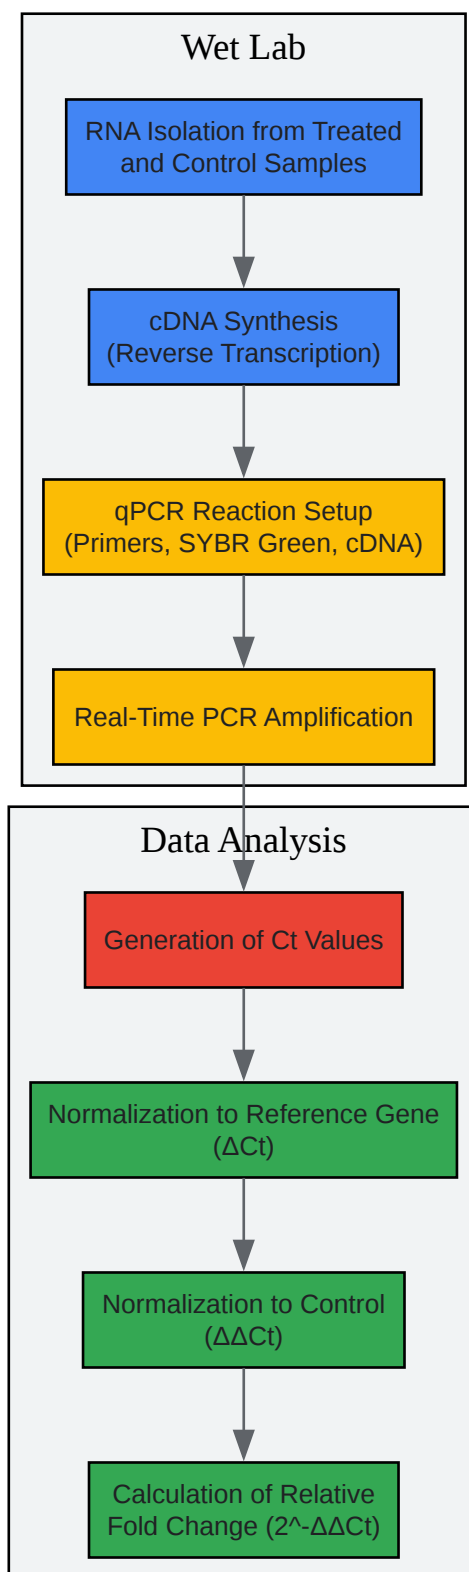 Wet Lab
RNA Isolation from Treated
and Control Samples
cDNA Synthesis
(Reverse Transcription)
qPCR Reaction Setup
(Primers, SYBR Green, cDNA)
Real-Time PCR Amplification
Data Analysis
Generation of Ct Values
Normalization to Reference Gene
(ΔCt)
Normalization to Control
(ΔΔCt)
Calculation of Relative
Fold Change (2^-ΔΔCt)